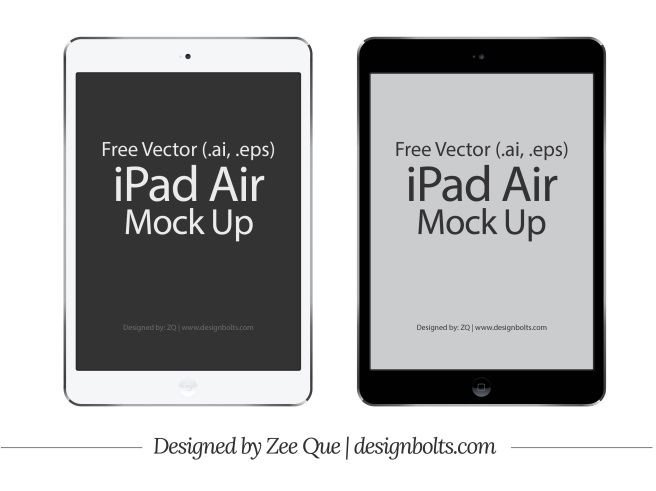 Free Vector (.ai, .eps)
iPad Air
Mock Up
Designed by: ZQ | www.designbolts.com
Free Vector (.ai, .eps)
iPad Air
Mock Up
Designed by: ZQ | www.designbolts.com
Designed by Zee Que | designbolts.com